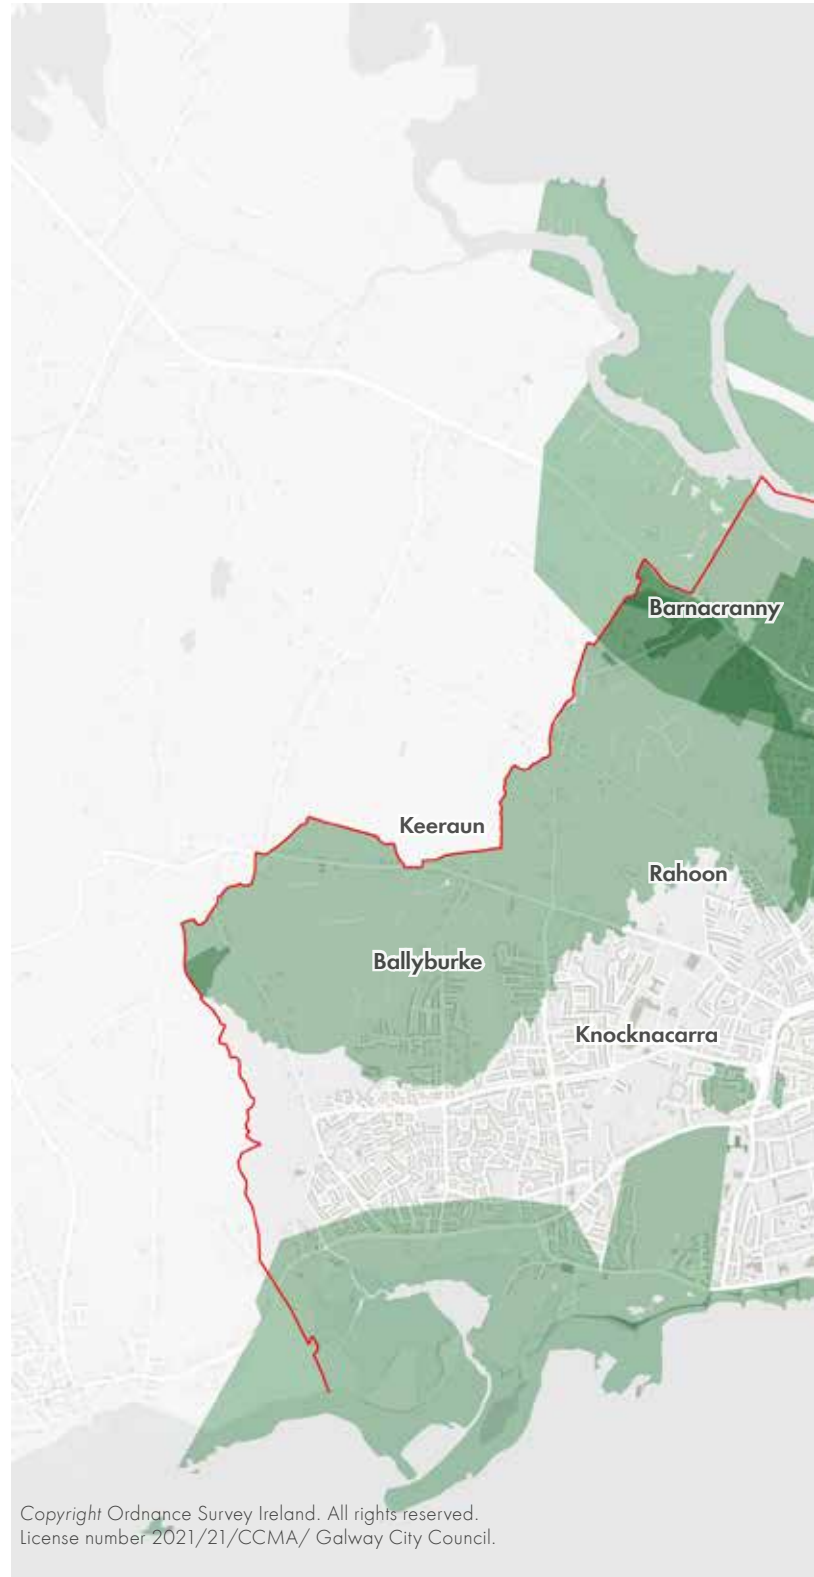 Barnacranny
Keeraun
Rahoon
Ballyburke
Knocknacarra
Copyright Ordnance Survey Ireland. All rights reserved.
License number 2021/21/CCMA/ Galway City Council.